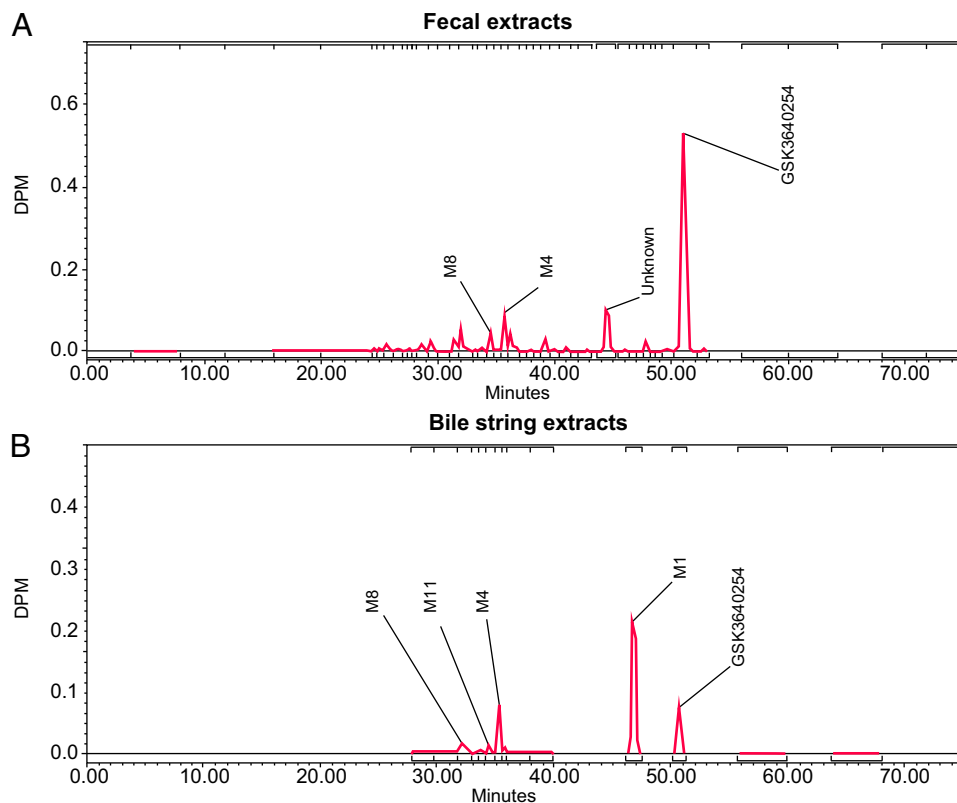 A
Fecal extracts
DPM
0.6
0.4
0.2
0.0
M8
M4
Unknown
GSK3640254
0.00 10.00 20.00 30.00 40.00 50.00 60.00 70.00
Minutes
B
Bile string extracts
DPM
0.4
0.3
0.2
0.1
0.0
M8
M11
M4
M1
GSK3640254
0.00 10.00 20.00 30.00 40.00 50.00 60.00 70.00
Minutes